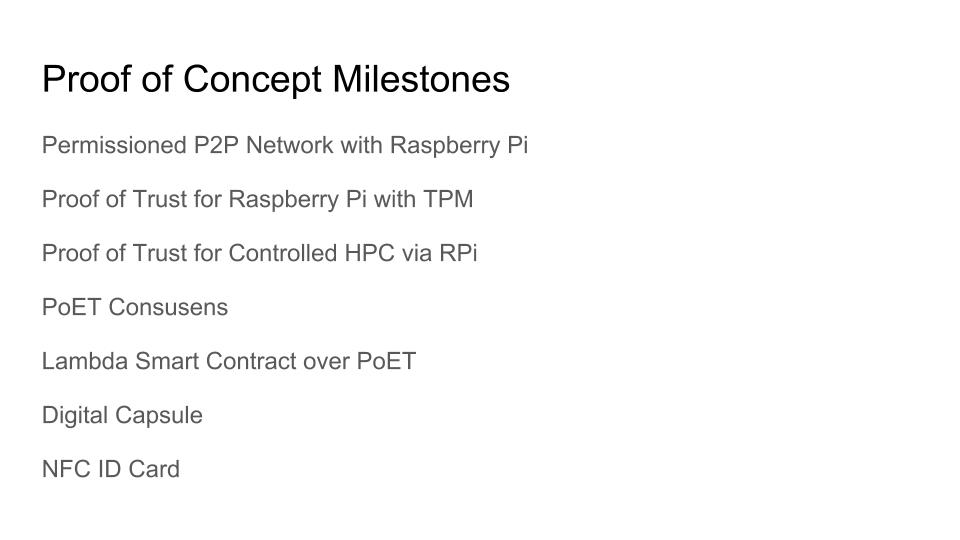 Proof of Concept Milestones
Permissioned P2P Network with Raspberry Pi
Proof of Trust for Raspberry Pi with TPM
Proof of Trust for Controlled HPC via RPi
PoET Consusens
Lambda Smart Contract over PoET
Digital Capsule
NFC ID Card